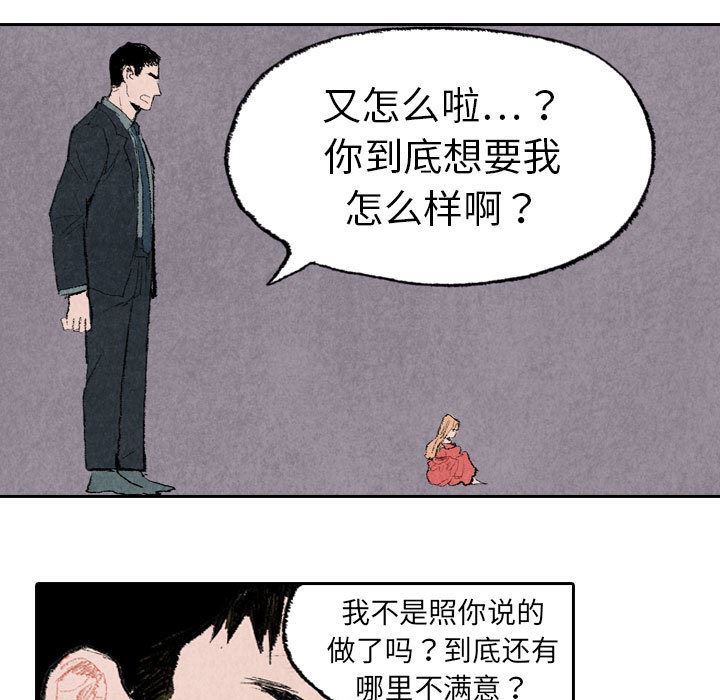 又怎么啦...？
你到底想要我
怎么样啊？
我不是照你说的
做了吗？到底还有
哪里不满意？